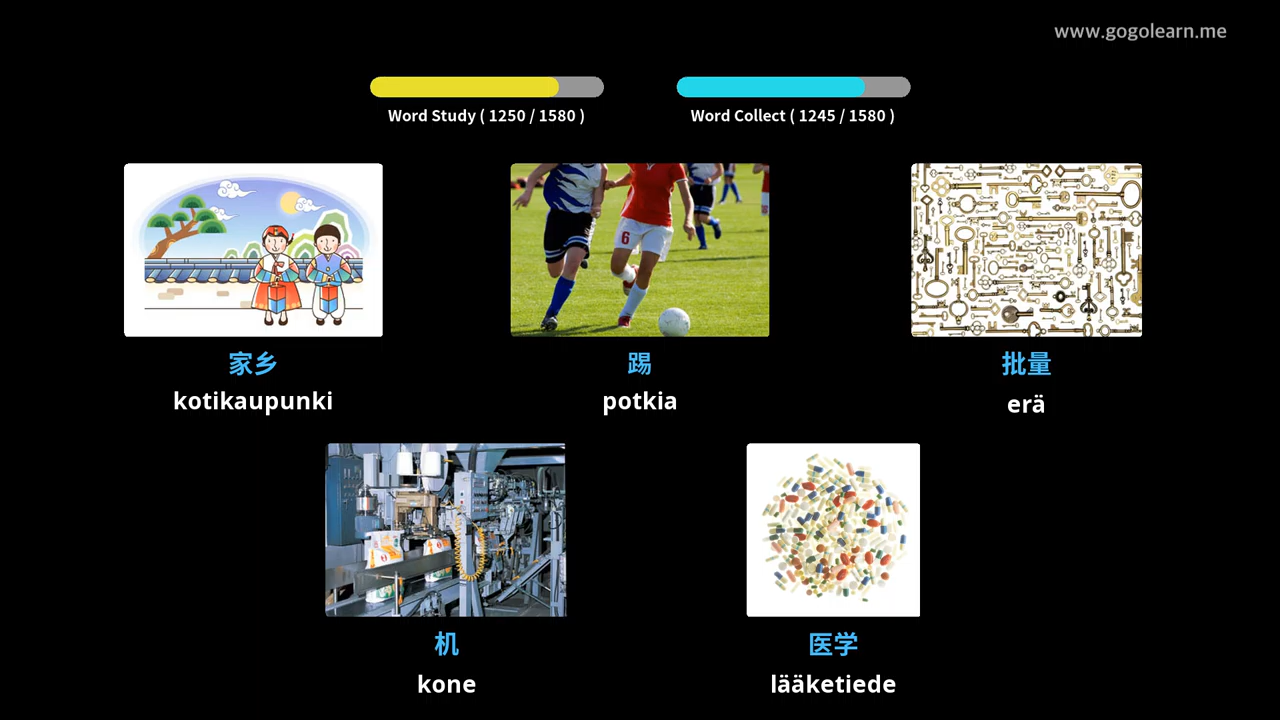 www.gogolearn.me
Word Study ( 1250 / 1580 )
Word Collect ( 1245 / 1580 )
家乡
kotikaupunki
踢
potkia
批量
erä
机
kone
医学
lääketiede
6